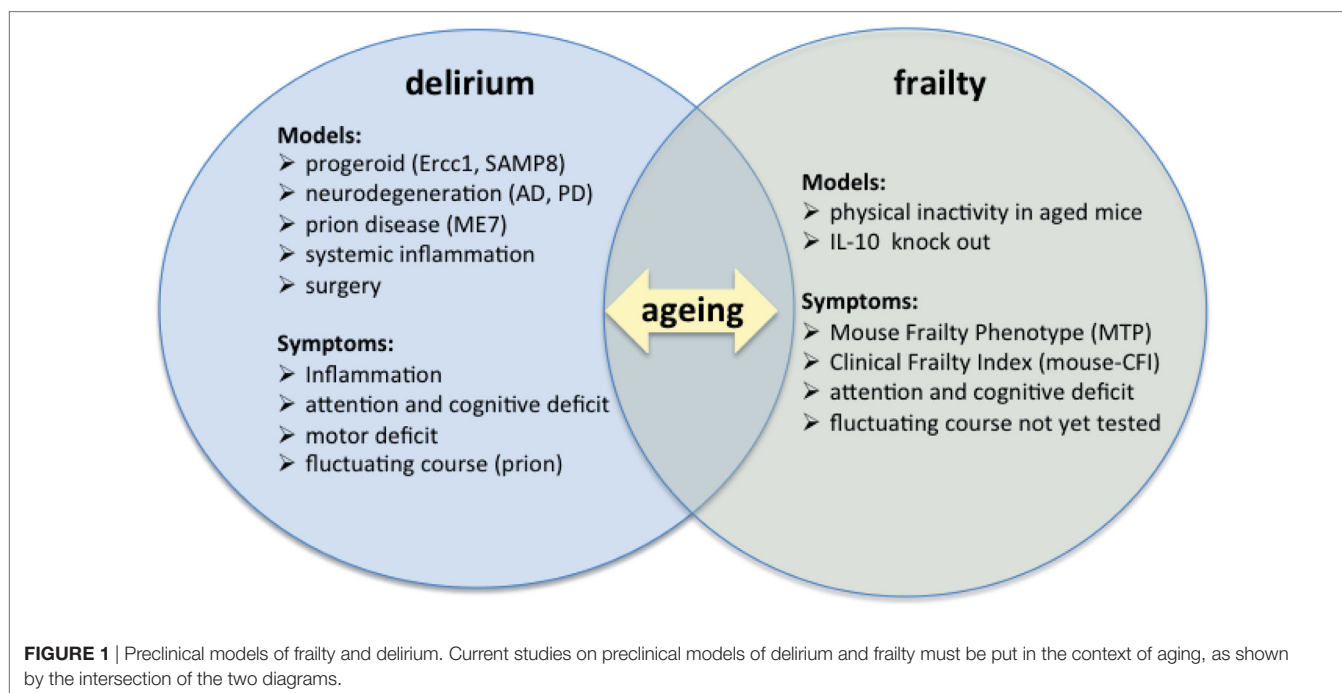 delirium
Models:
➢ progeroid (Ercc1, SAMP8)
➢ neurodegeneration (AD, PD)
➢ prion disease (ME7)
➢ systemic inflammation
➢ surgery
Symptoms:
➢ Inflammation
➢ attention and cognitive deficit
➢ motor deficit
➢ fluctuating course (prion)
ageing
frailty
Models:
➢ physical inactivity in aged mice
➢ IL-10 knock out
Symptoms:
➢ Mouse Frailty Phenotype (MTP)
➢ Clinical Frailty Index (mouse-CFI)
➢ attention and cognitive deficit
➢ fluctuating course not yet tested
FIGURE 1 | Preclinical models of frailty and delirium. Current studies on preclinical models of delirium and frailty must be put in the context of aging, as shown
by the intersection of the two diagrams.